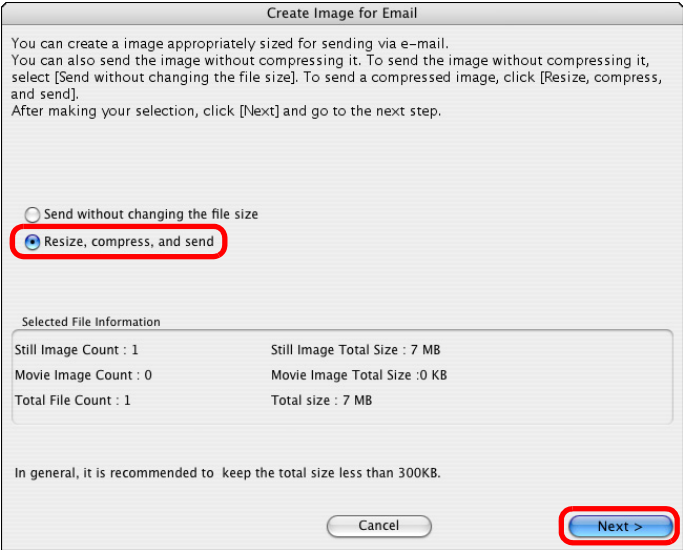 Create Image for Email
You can create a image appropriately sized for sending via e-mail.
You can also send the image without compressing it. To send the image without compressing it,
select [Send without changing the file size]. To send a compressed image, click [Resize, compress,
and send].
After making your selection, click [Next] and go to the next step.
Send without changing the file size
Resize, compress, and send
Selected File Information
Still Image Count : 1 Still Image Total Size : 7 MB
Movie Image Count : 0 Movie Image Total Size :0 KB
Total File Count : 1 Total size : 7 MB
In general, it is recommended to keep the total size less than 300KB.
Cancel Next >